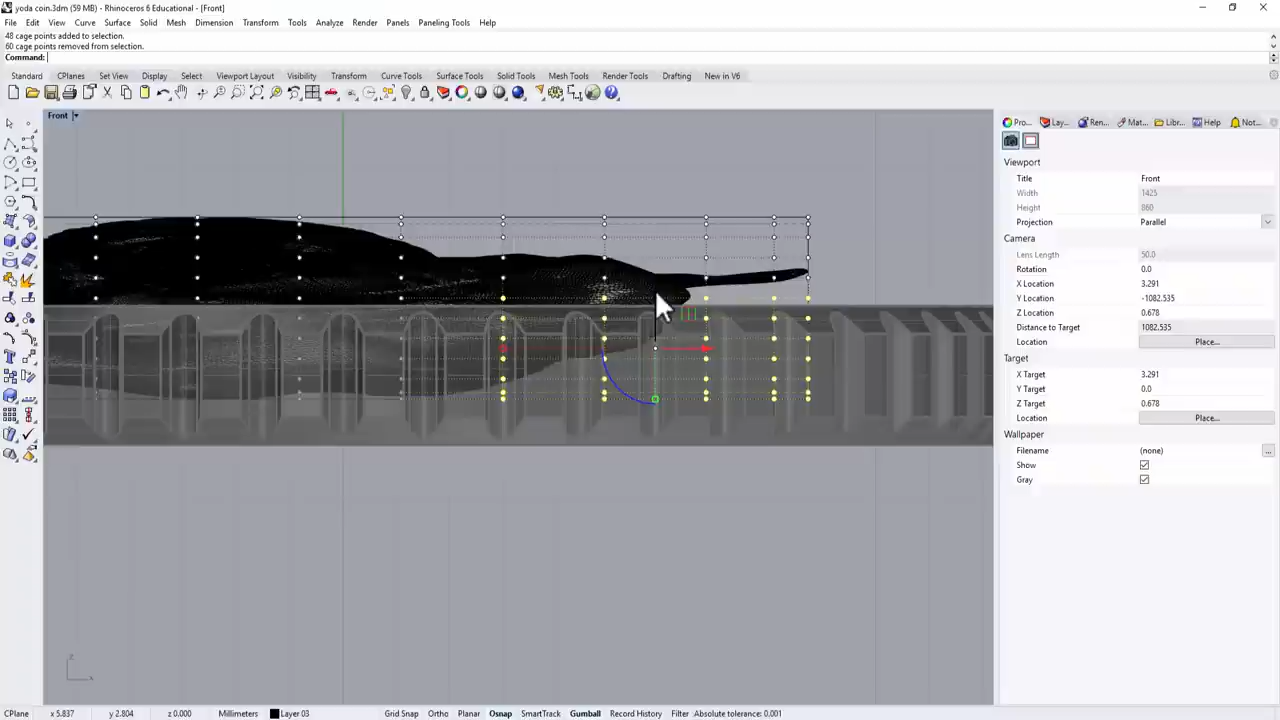 yoda coin.3dm (59 MB) - Rhinoceros 6 Educational - [Front]
File Edit View Curve Surface Solid Mesh Dimension Transform Tools Analyze Render Panels Paneling Tools Help
48 cage points added to selection.
60 cage points removed from selection.
Command:
Standard CPlanes Set View Display Select Viewport Layout Visibility Transform Curve Tools Surface Tools Solid Tools Mesh Tools Render Tools Drafting New in V6
Front
Pro... Lay... Ren... Mat... Libr... Help Not...
Viewport
Title Front
Width 1425
Height 860
Projection Parallel
Camera
Lens Length 50.0
Rotation 0.0
X Location 3.291
Y Location -1082.535
Z Location 0.678
Distance to Target 1082.535
Location Place...
Target
X Target 3.291
Y Target 0.0
Z Target 0.678
Location Place...
Wallpaper
Filename (none) ...
Show
Gray
z
x
CPlane x 5.837 y 2.804 z 0.000 Millimeters Layer 03 Grid Snap Ortho Planar Osnap SmartTrack Gumball Record History Filter Absolute tolerance: 0.001